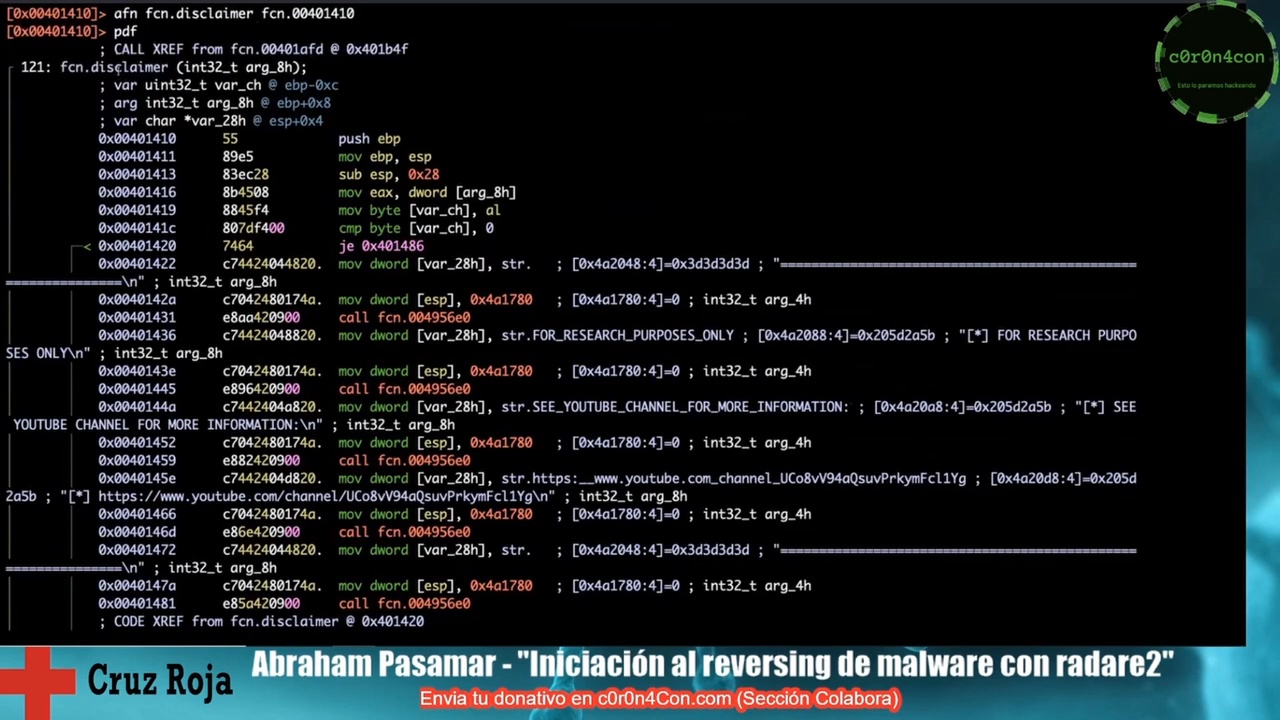 [0x00401410]> afn fcn.disclaimer fcn.00401410
[0x00401410]> pdf
; CALL XREF from fcn.00401afd @ 0x401b4f
121: fcn.disclaimer (int32_t arg_8h);
; var uint32_t var_ch @ ebp-0xc
; arg int32_t arg_8h @ ebp+0x8
; var char *var_28h @ esp+0x4
0x00401410 55 push ebp
0x00401411 89e5 mov ebp, esp
0x00401413 83ec28 sub esp, 0x28
0x00401416 8b4508 mov eax, dword [arg_8h]
0x00401419 8845f4 mov byte [var_ch], al
0x0040141c 807df400 cmp byte [var_ch], 0
< 0x00401420 7464 je 0x401486
0x00401422 c74424044820. mov dword [var_28h], str. ; [0x4a2048:4]=0x3d3d3d3d ; "==============================================
===============\n" ; int32_t arg_8h
0x0040142a c7042480174a. mov dword [esp], 0x4a1780 ; [0x4a1780:4]=0 ; int32_t arg_4h
0x00401431 e8aa420900 call fcn.004956e0
0x00401436 c74424048820. mov dword [var_28h], str.FOR_RESEARCH_PURPOSES_ONLY ; [0x4a2088:4]=0x205d2a5b ; "[*] FOR RESEARCH PURPO
SES ONLY\n" ; int32_t arg_8h
0x0040143e c7042480174a. mov dword [esp], 0x4a1780 ; [0x4a1780:4]=0 ; int32_t arg_4h
0x00401445 e896420900 call fcn.004956e0
0x0040144a c7442404a820. mov dword [var_28h], str.SEE_YOUTUBE_CHANNEL_FOR_MORE_INFORMATION: ; [0x4a20a8:4]=0x205d2a5b ; "[*] SEE
YOUTUBE CHANNEL FOR MORE INFORMATION:\n" ; int32_t arg_8h
0x00401452 c7042480174a. mov dword [esp], 0x4a1780 ; [0x4a1780:4]=0 ; int32_t arg_4h
0x00401459 e882420900 call fcn.004956e0
0x0040145e c7442404d820. mov dword [var_28h], str.https:__www.youtube.com_channel_UCo8vV94aQsuvPrkymFcl1Yg ; [0x4a20d8:4]=0x205d
2a5b ; "[*] https://www.youtube.com/channel/UCo8vV94aQsuvPrkymFcl1Yg\n" ; int32_t arg_8h
0x00401466 c7042480174a. mov dword [esp], 0x4a1780 ; [0x4a1780:4]=0 ; int32_t arg_4h
0x0040146d e86e420900 call fcn.004956e0
0x00401472 c74424044820. mov dword [var_28h], str. ; [0x4a2048:4]=0x3d3d3d3d ; "==============================================
===============\n" ; int32_t arg_8h
0x0040147a c7042480174a. mov dword [esp], 0x4a1780 ; [0x4a1780:4]=0 ; int32_t arg_4h
0x00401481 e85a420900 call fcn.004956e0
; CODE XREF from fcn.disclaimer @ 0x401420
c0r0n4con
Esto lo paramos hackeando
Cruz Roja
Abraham Pasamar - "Iniciación al reversing de malware con radare2"
Envia tu donativo en c0r0n4Con.com (Sección Colabora)